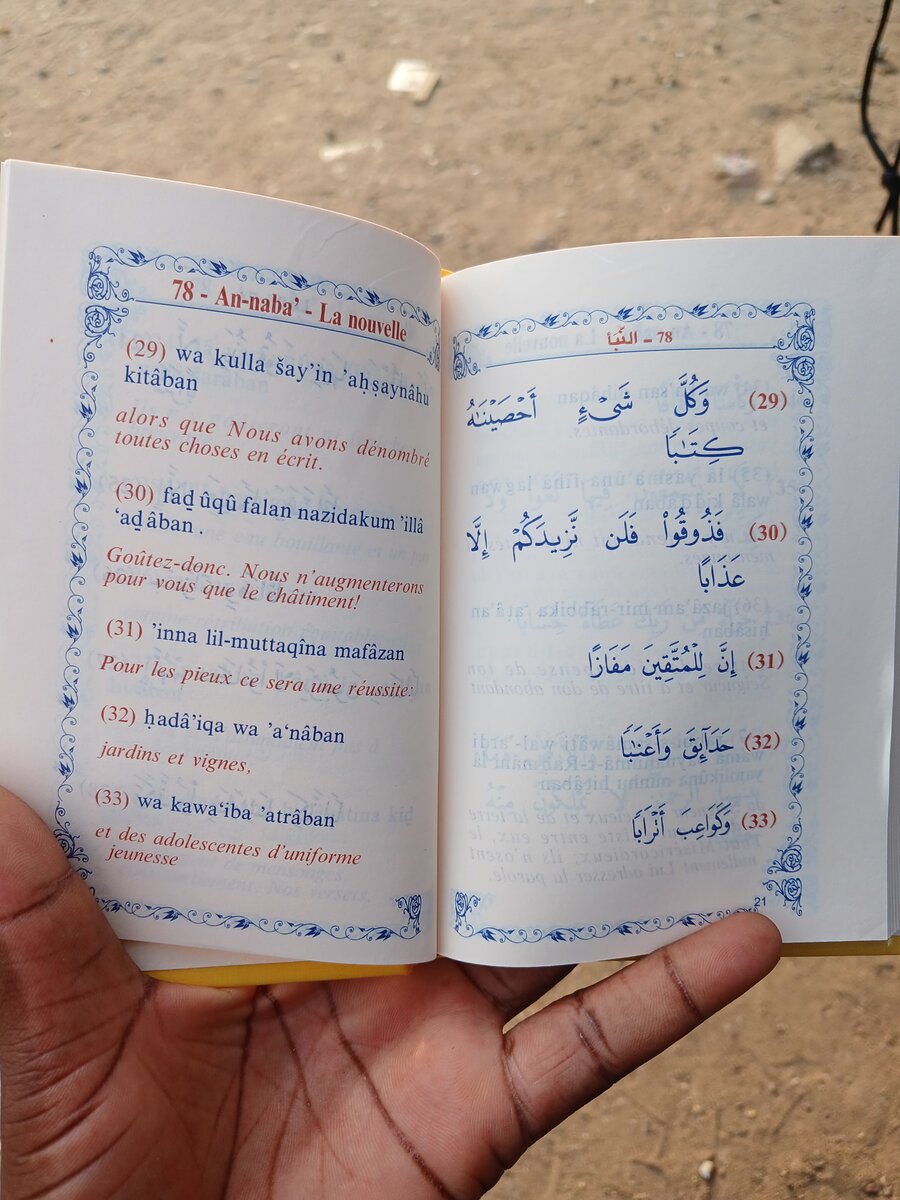 78 - An-naba’ - La nouvelle
(29) wa kulla šay’in ’aḥṣaynâhu
kitâban
alors que Nous avons dénombré
toutes choses en écrit.
(30) faḏ ûqû falan nazidakum ’illâ
‘aḏ âban .
Goûtez-donc. Nous n’augmenterons
pour vous que le châtiment!
(31) ’inna lil-muttaqîna mafâzan
Pour les pieux ce sera une réussite:
(32) ḥadâ’iqa wa ’a‘nâban
jardins et vignes,
(33) wa kawa‘iba ’atrâban
et des adolescentes d’uniforme
jeunesse
78 – النَّبَأ
(29) وَكُلَّ شَىْءٍ أَحْصَيْنَٰهُ
كِتَٰبًا
(30) فَذُوقُوا۟ فَلَن نَّزِيدَكُمْ إِلَّا
عَذَابًا
(31) إِنَّ لِلْمُتَّقِينَ مَفَازًا
(32) حَدَآئِقَ وَأَعْنَٰبًا
(33) وَكَوَاعِبَ أَتْرَابًا
21